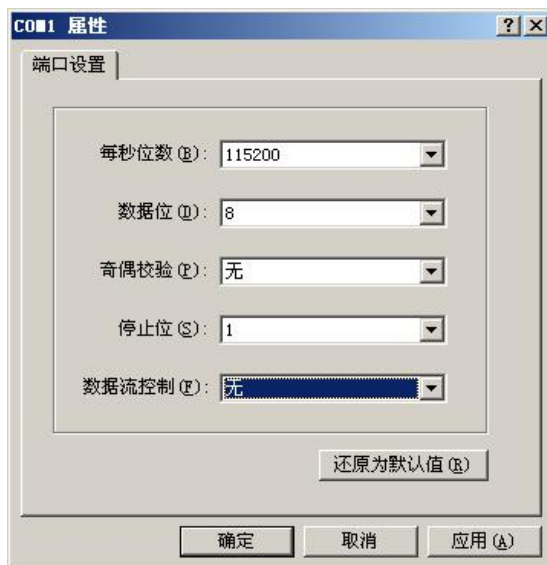 COM1 属性
端口设置
每秒位数(B): 115200
数据位(D): 8
奇偶校验(P): 无
停止位(S): 1
数据流控制(F): 无
还原为默认值(R)
确定 取消 应用(A)